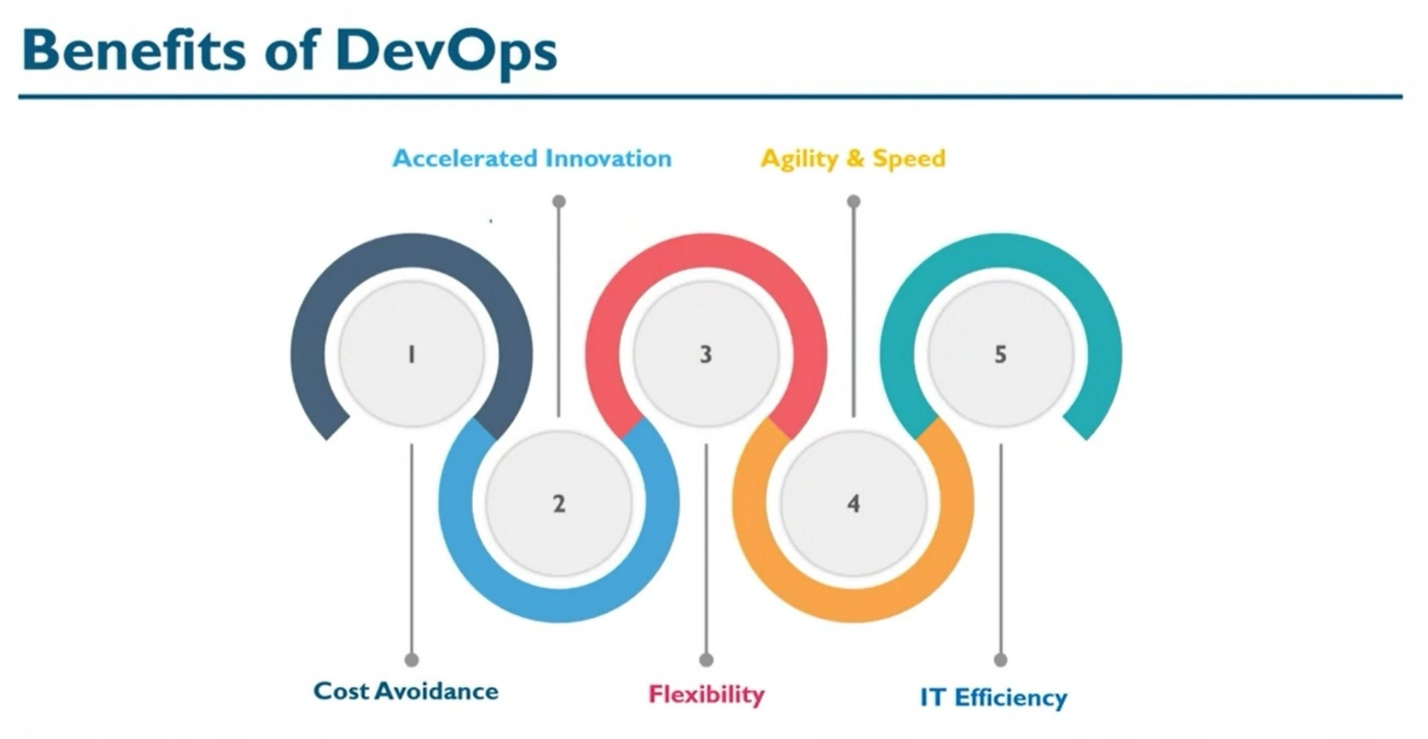 Benefits of DevOps
Accelerated Innovation
Agility & Speed
1
3
5
2
4
Cost Avoidance
Flexibility
IT Efficiency